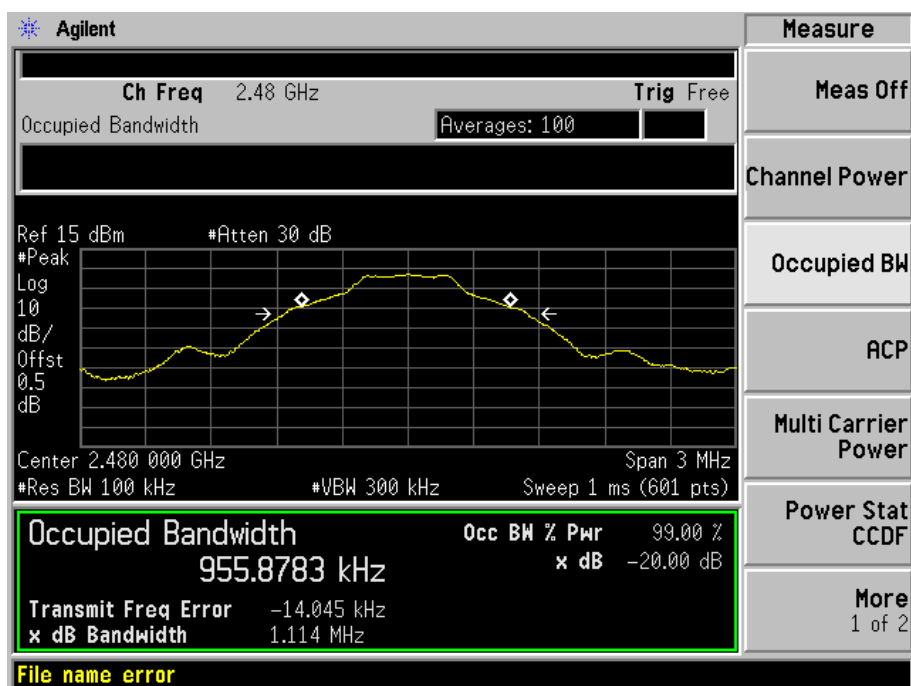 Agilent
Measure
Ch Freq 2.48 GHz Trig Free
Occupied Bandwidth Averages: 100
Meas Off
Channel Power
Occupied BW
ACP
Multi Carrier
Power
Power Stat
CCDF
More
1 of 2
Ref 15 dBm #Atten 30 dB
#Peak
Log
10
dB/
Offst
0.5
dB
Center 2.480 000 GHz Span 3 MHz
#Res BW 100 kHz #VBW 300 kHz Sweep 1 ms (601 pts)
Occupied Bandwidth Occ BW % Pwr 99.00 %
955.8783 kHz x dB -20.00 dB
Transmit Freq Error -14.045 kHz
x dB Bandwidth 1.114 MHz
File name error